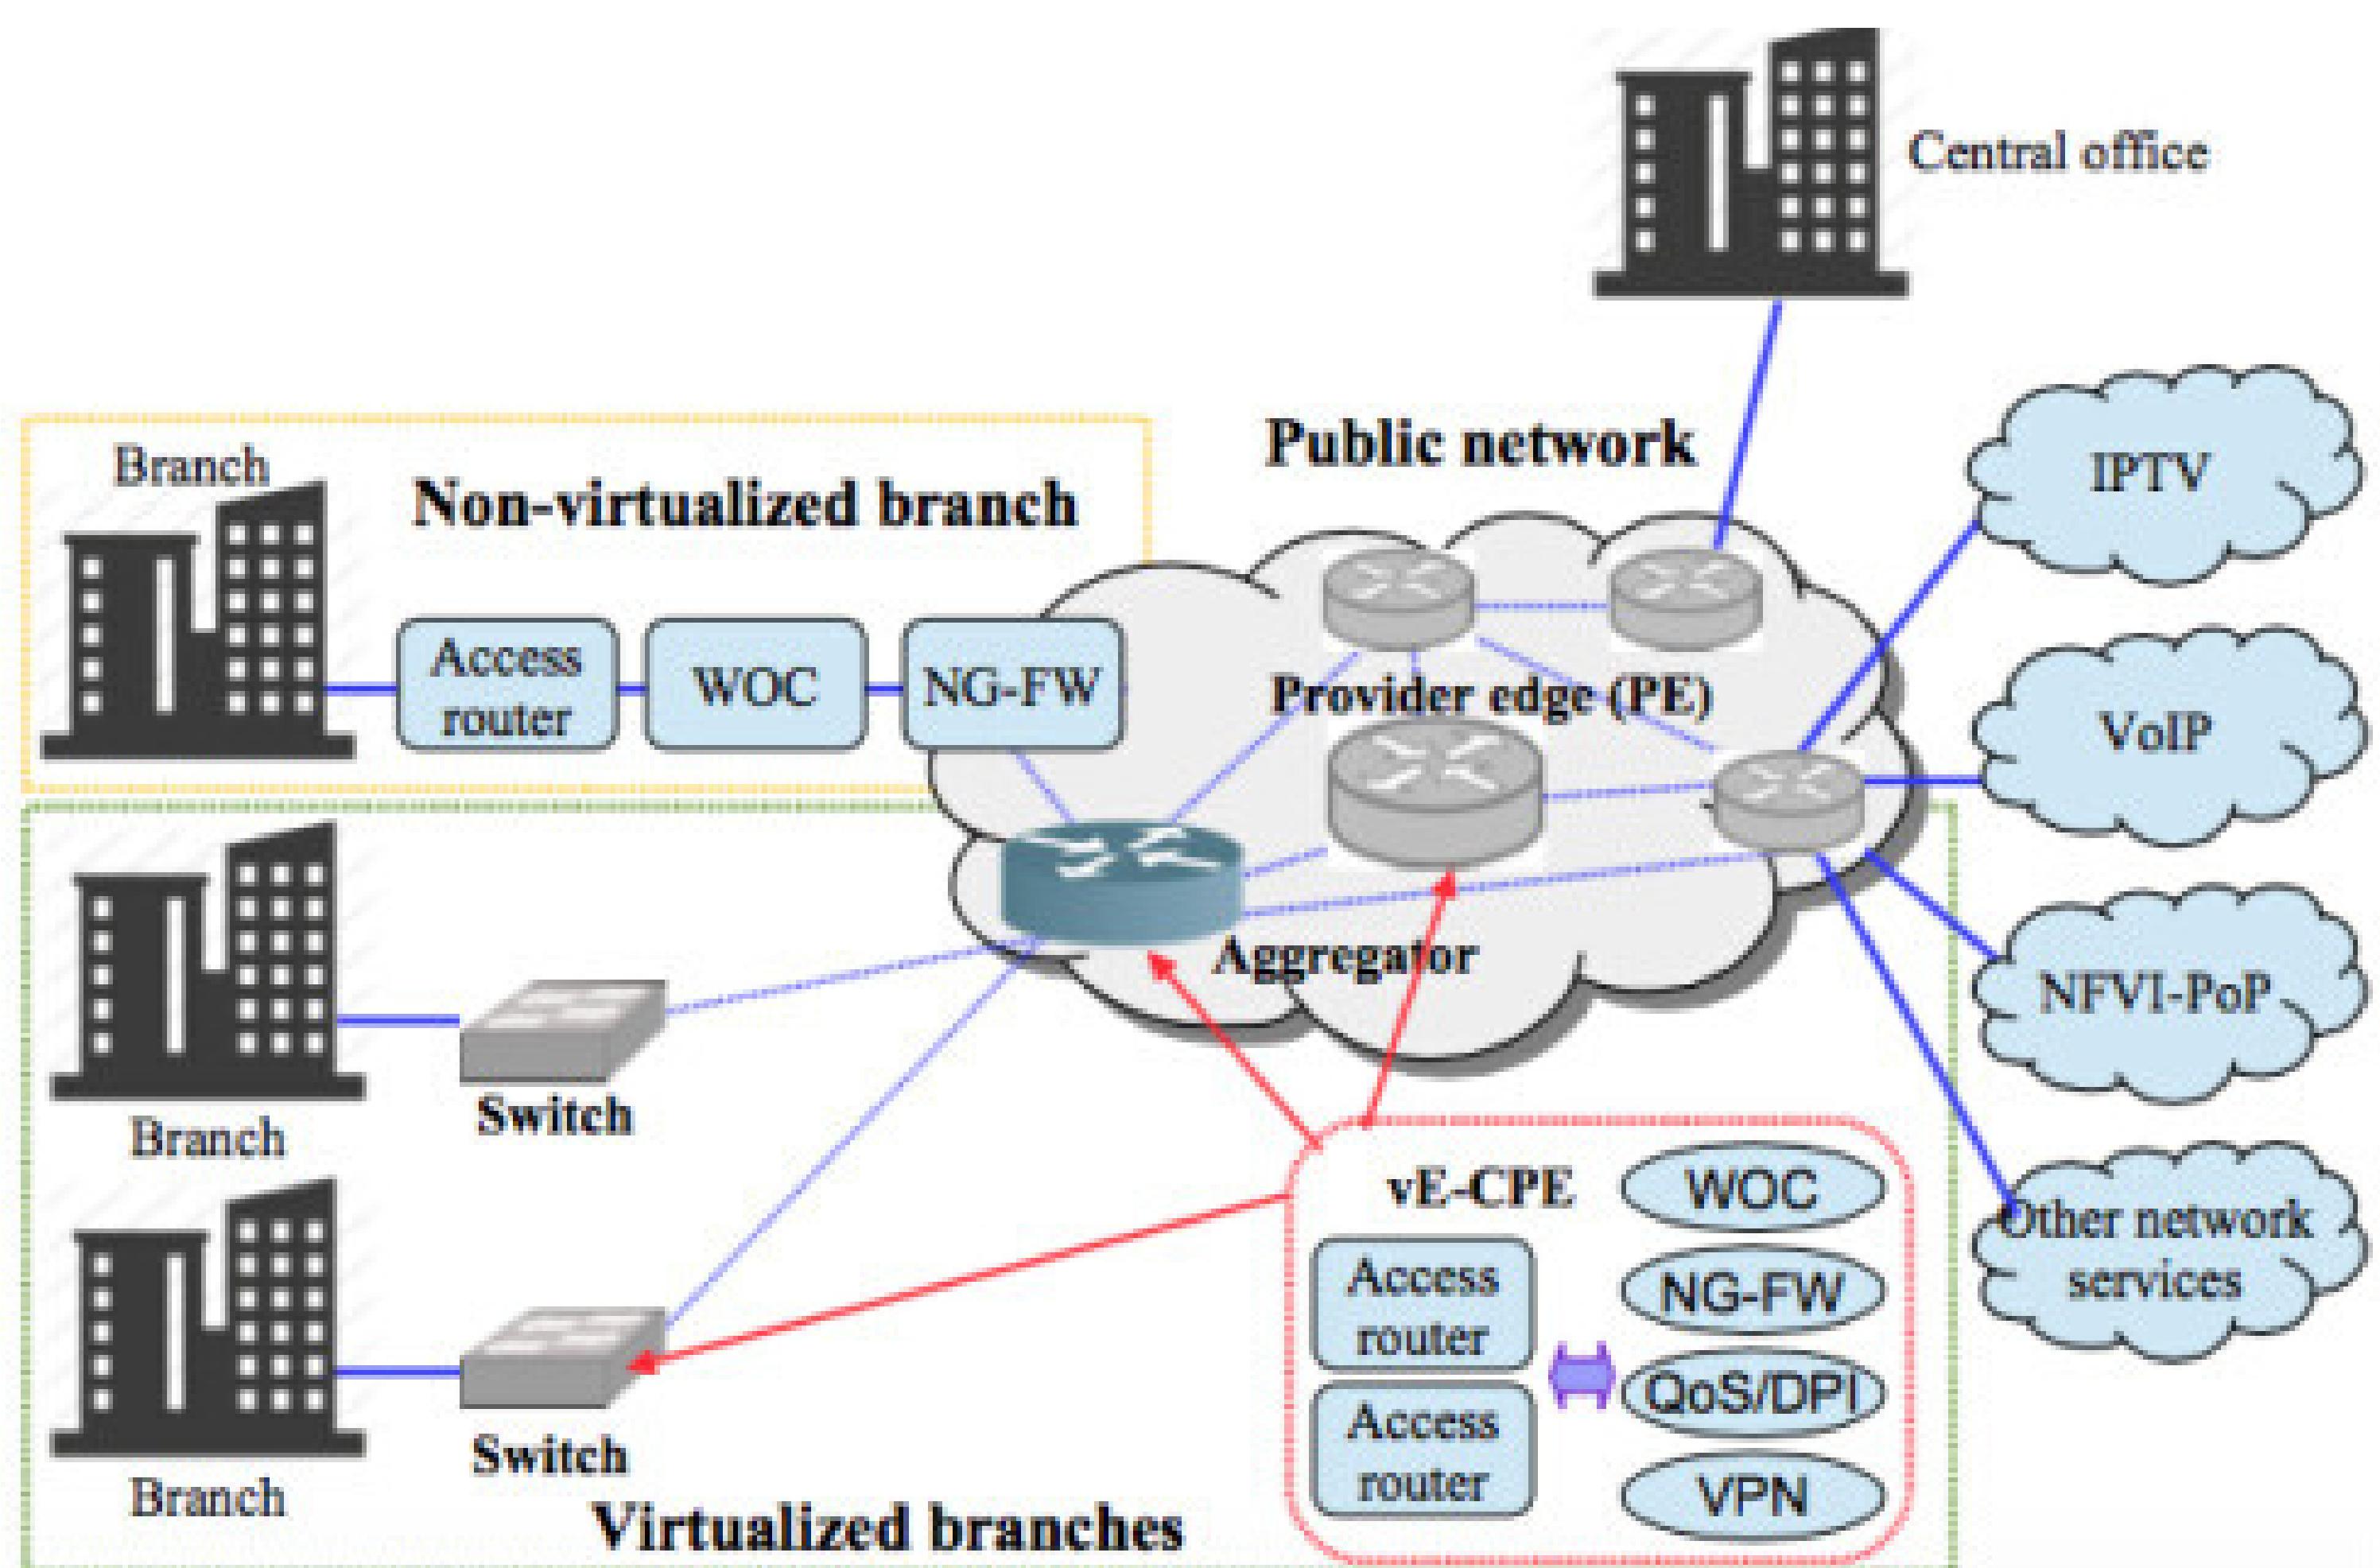 Central office
Public network
IPTV
Branch
Non-virtualized branch
Access
router
WOC
NG-FW
Provider edge (PE)
VoIP
Aggregator
NFVI-PoP
Switch
Branch
vE-CPE
WOC
Access
router
NG-FW
Access
router
QoS/DPI
VPN
Other network
services
Switch
Branch
Virtualized branches